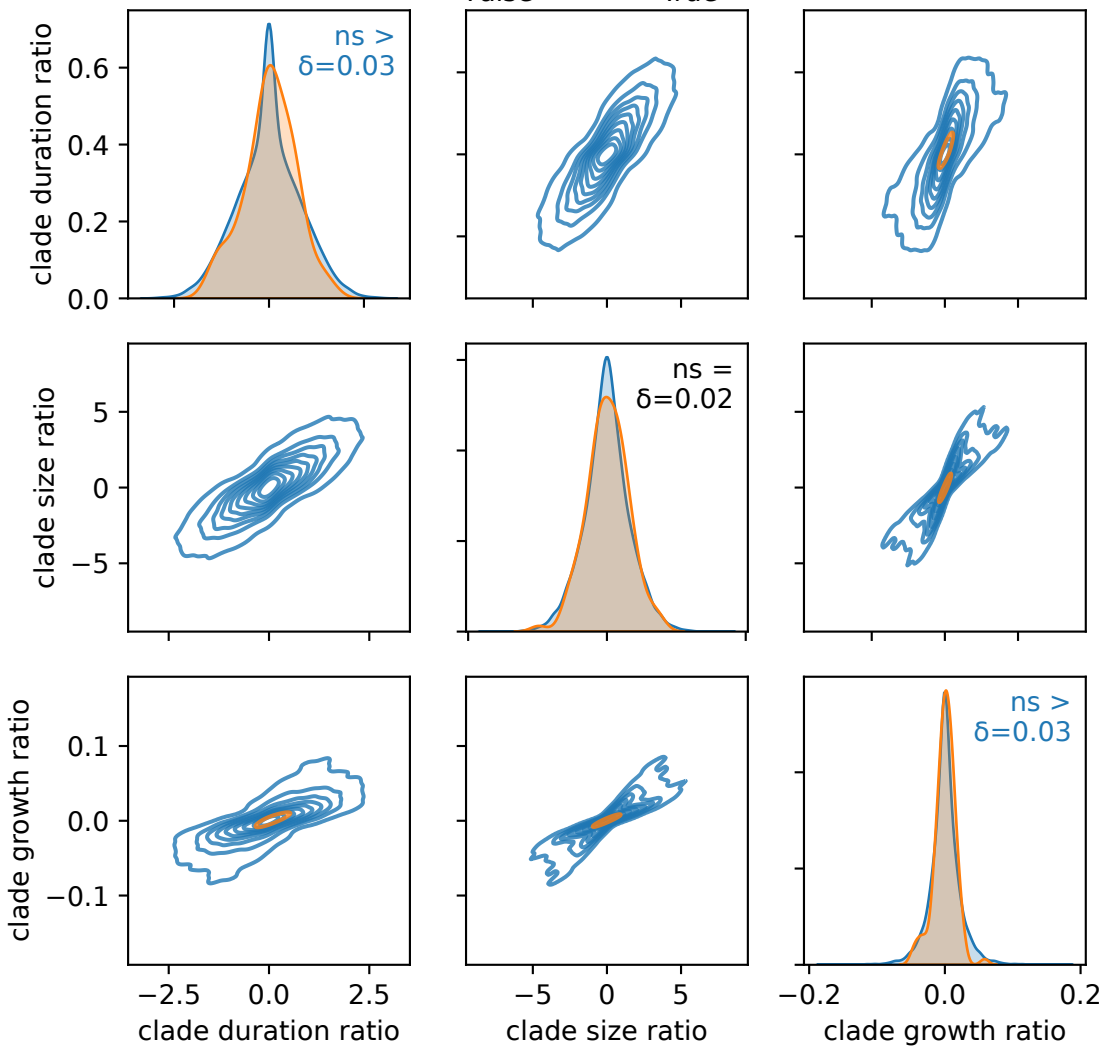 True
clade duration ratio
0.6
0.4
0.2
0.0
ns >
δ=0.03
clade size ratio
5
0
−5
ns =
δ=0.02
clade growth ratio
0.1
0.0
−0.1
ns >
δ=0.03
−2.5 0.0 2.5
−5 0 5
−0.2 0.0 0.2
clade duration ratio
clade size ratio
clade growth ratio